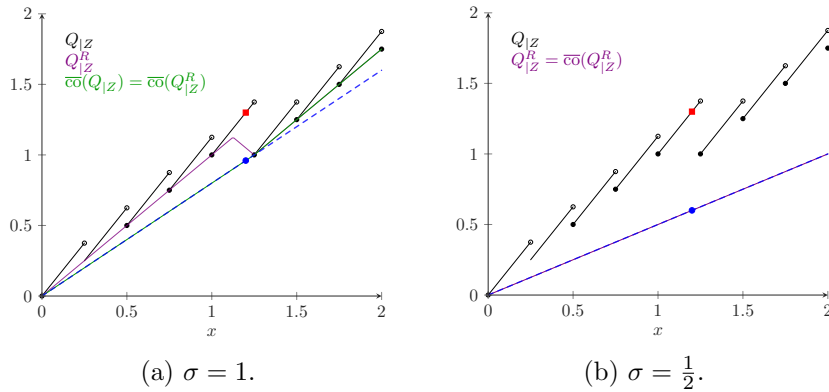 2
1.5
1
0.5
0
0
0.5
1
1.5
2
x
Q_{|Z}
Q^R_{|Z}
\overline{co}(Q_{|Z}) = \overline{co}(Q^R_{|Z})
(a) σ = 1.
2
1.5
1
0.5
0
0
0.5
1
1.5
2
x
Q_{|Z}
Q^R_{|Z} = \overline{co}(Q^R_{|Z})
(b) σ = \frac{1}{2}.